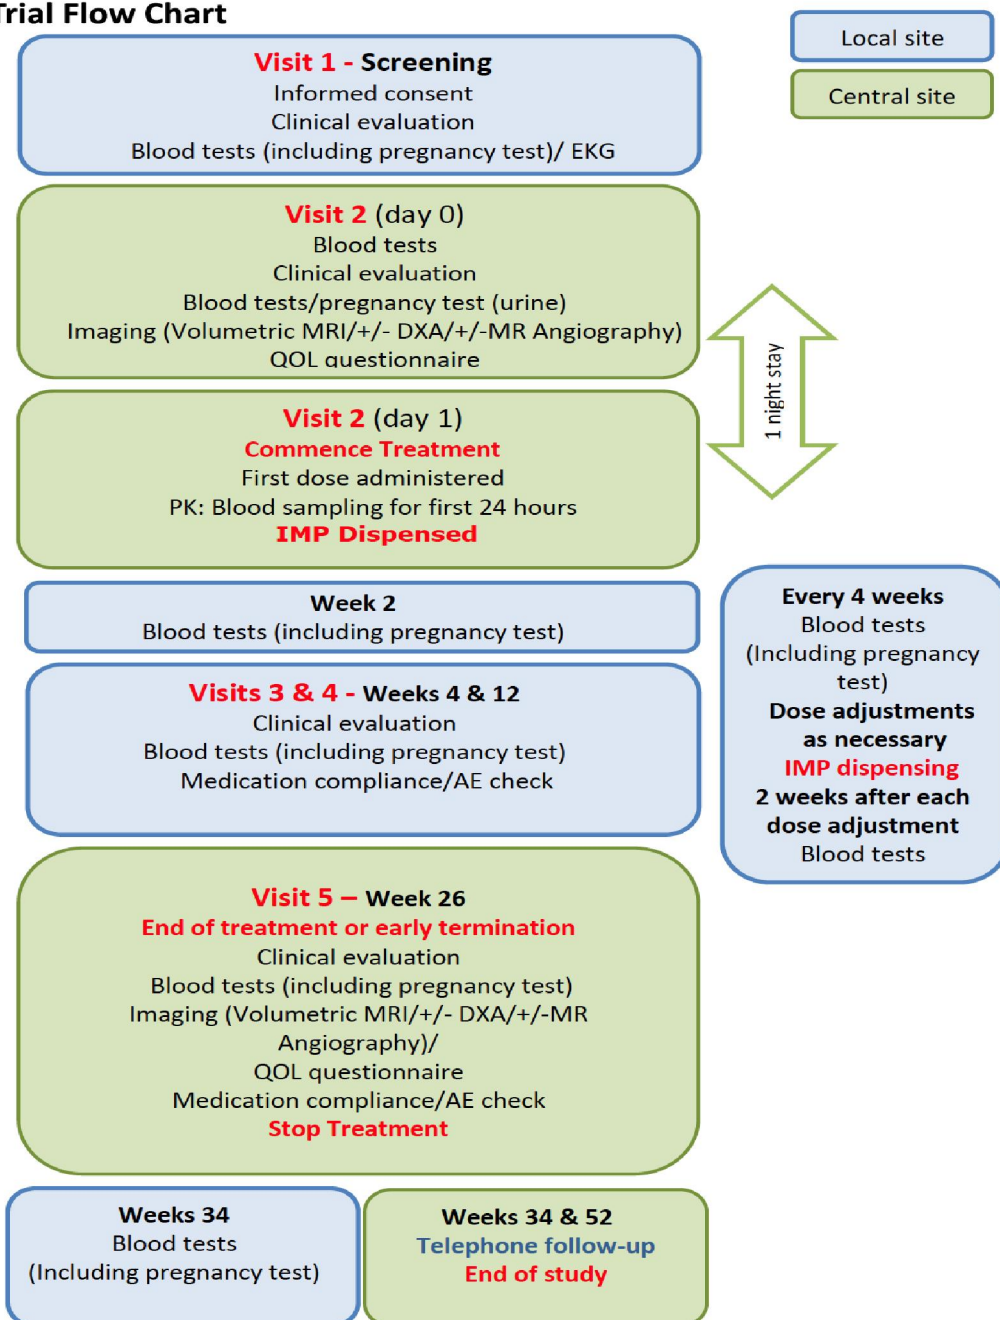 Trial Flow Chart
Local site
Central site
Visit 1 - Screening
Informed consent
Clinical evaluation
Blood tests (including pregnancy test)/ EKG
Visit 2 (day 0)
Blood tests
Clinical evaluation
Blood tests/pregnancy test (urine)
Imaging (Volumetric MRI/+/- DXA/+/-MR Angiography)
QOL questionnaire
1 night stay
Visit 2 (day 1)
Commence Treatment
First dose administered
PK: Blood sampling for first 24 hours
IMP Dispensed
Week 2
Blood tests (including pregnancy test)
Visits 3 & 4 - Weeks 4 & 12
Clinical evaluation
Blood tests (including pregnancy test)
Medication compliance/AE check
Every 4 weeks
Blood tests
(Including pregnancy
test)
Dose adjustments
as necessary
IMP dispensing
2 weeks after each
dose adjustment
Blood tests
Visit 5 – Week 26
End of treatment or early termination
Clinical evaluation
Blood tests (including pregnancy test)
Imaging (Volumetric MRI/+/- DXA/+/-MR
Angiography)/
QOL questionnaire
Medication compliance/AE check
Stop Treatment
Weeks 34
Blood tests
(Including pregnancy test)
Weeks 34 & 52
Telephone follow-up
End of study